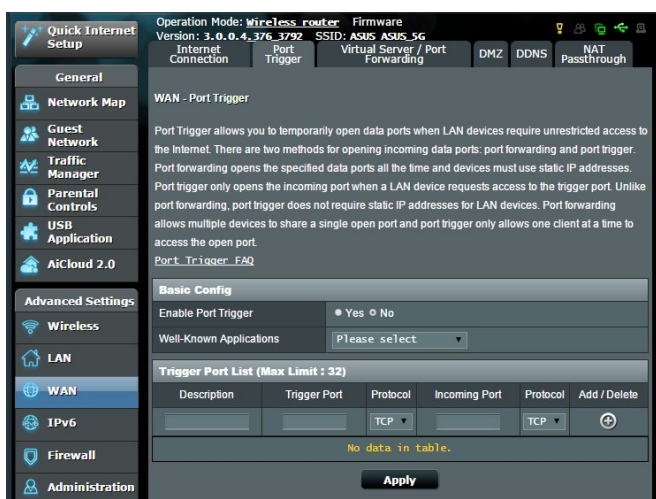 Quick Internet
Setup
General
Network Map
Guest
Network
Traffic
Manager
Parental
Controls
USB
Application
AiCloud 2.0
Advanced Settings
Wireless
LAN
WAN
IPv6
Firewall
Administration
Operation Mode: Wireless router Firmware
Version: 3.0.0.4.376_3792 SSID: ASUS ASUS_5G
Internet
Connection
Port
Trigger
Virtual Server / Port
Forwarding
DMZ
DDNS
NAT
Passthrough
WAN - Port Trigger
Port Trigger allows you to temporarily open data ports when LAN devices require unrestricted access to
the Internet. There are two methods for opening incoming data ports: port forwarding and port trigger.
Port forwarding opens the specified data ports all the time and devices must use static IP addresses.
Port trigger only opens the incoming port when a LAN device requests access to the trigger port. Unlike
port forwarding, port trigger does not require static IP addresses for LAN devices. Port forwarding
allows multiple devices to share a single open port and port trigger only allows one client at a time to
access the open port.
Port Trigger FAQ
Basic Config
Enable Port Trigger Yes No
Well-Known Applications Please select
Trigger Port List (Max Limit : 32)
Description Trigger Port Protocol Incoming Port Protocol Add / Delete
TCP TCP
No data in table.
Apply